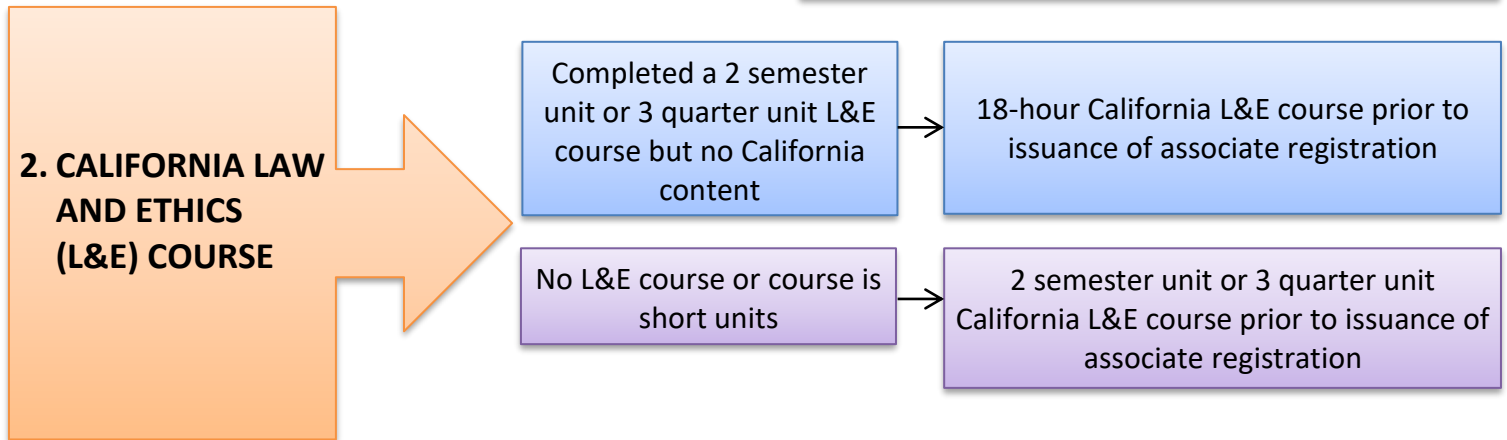 2. CALIFORNIA LAW
AND ETHICS
(L&E) COURSE
Completed a 2 semester
unit or 3 quarter unit L&E
course but no California
content
18-hour California L&E course prior to
issuance of associate registration
No L&E course or course is
short units
2 semester unit or 3 quarter unit
California L&E course prior to issuance of
associate registration